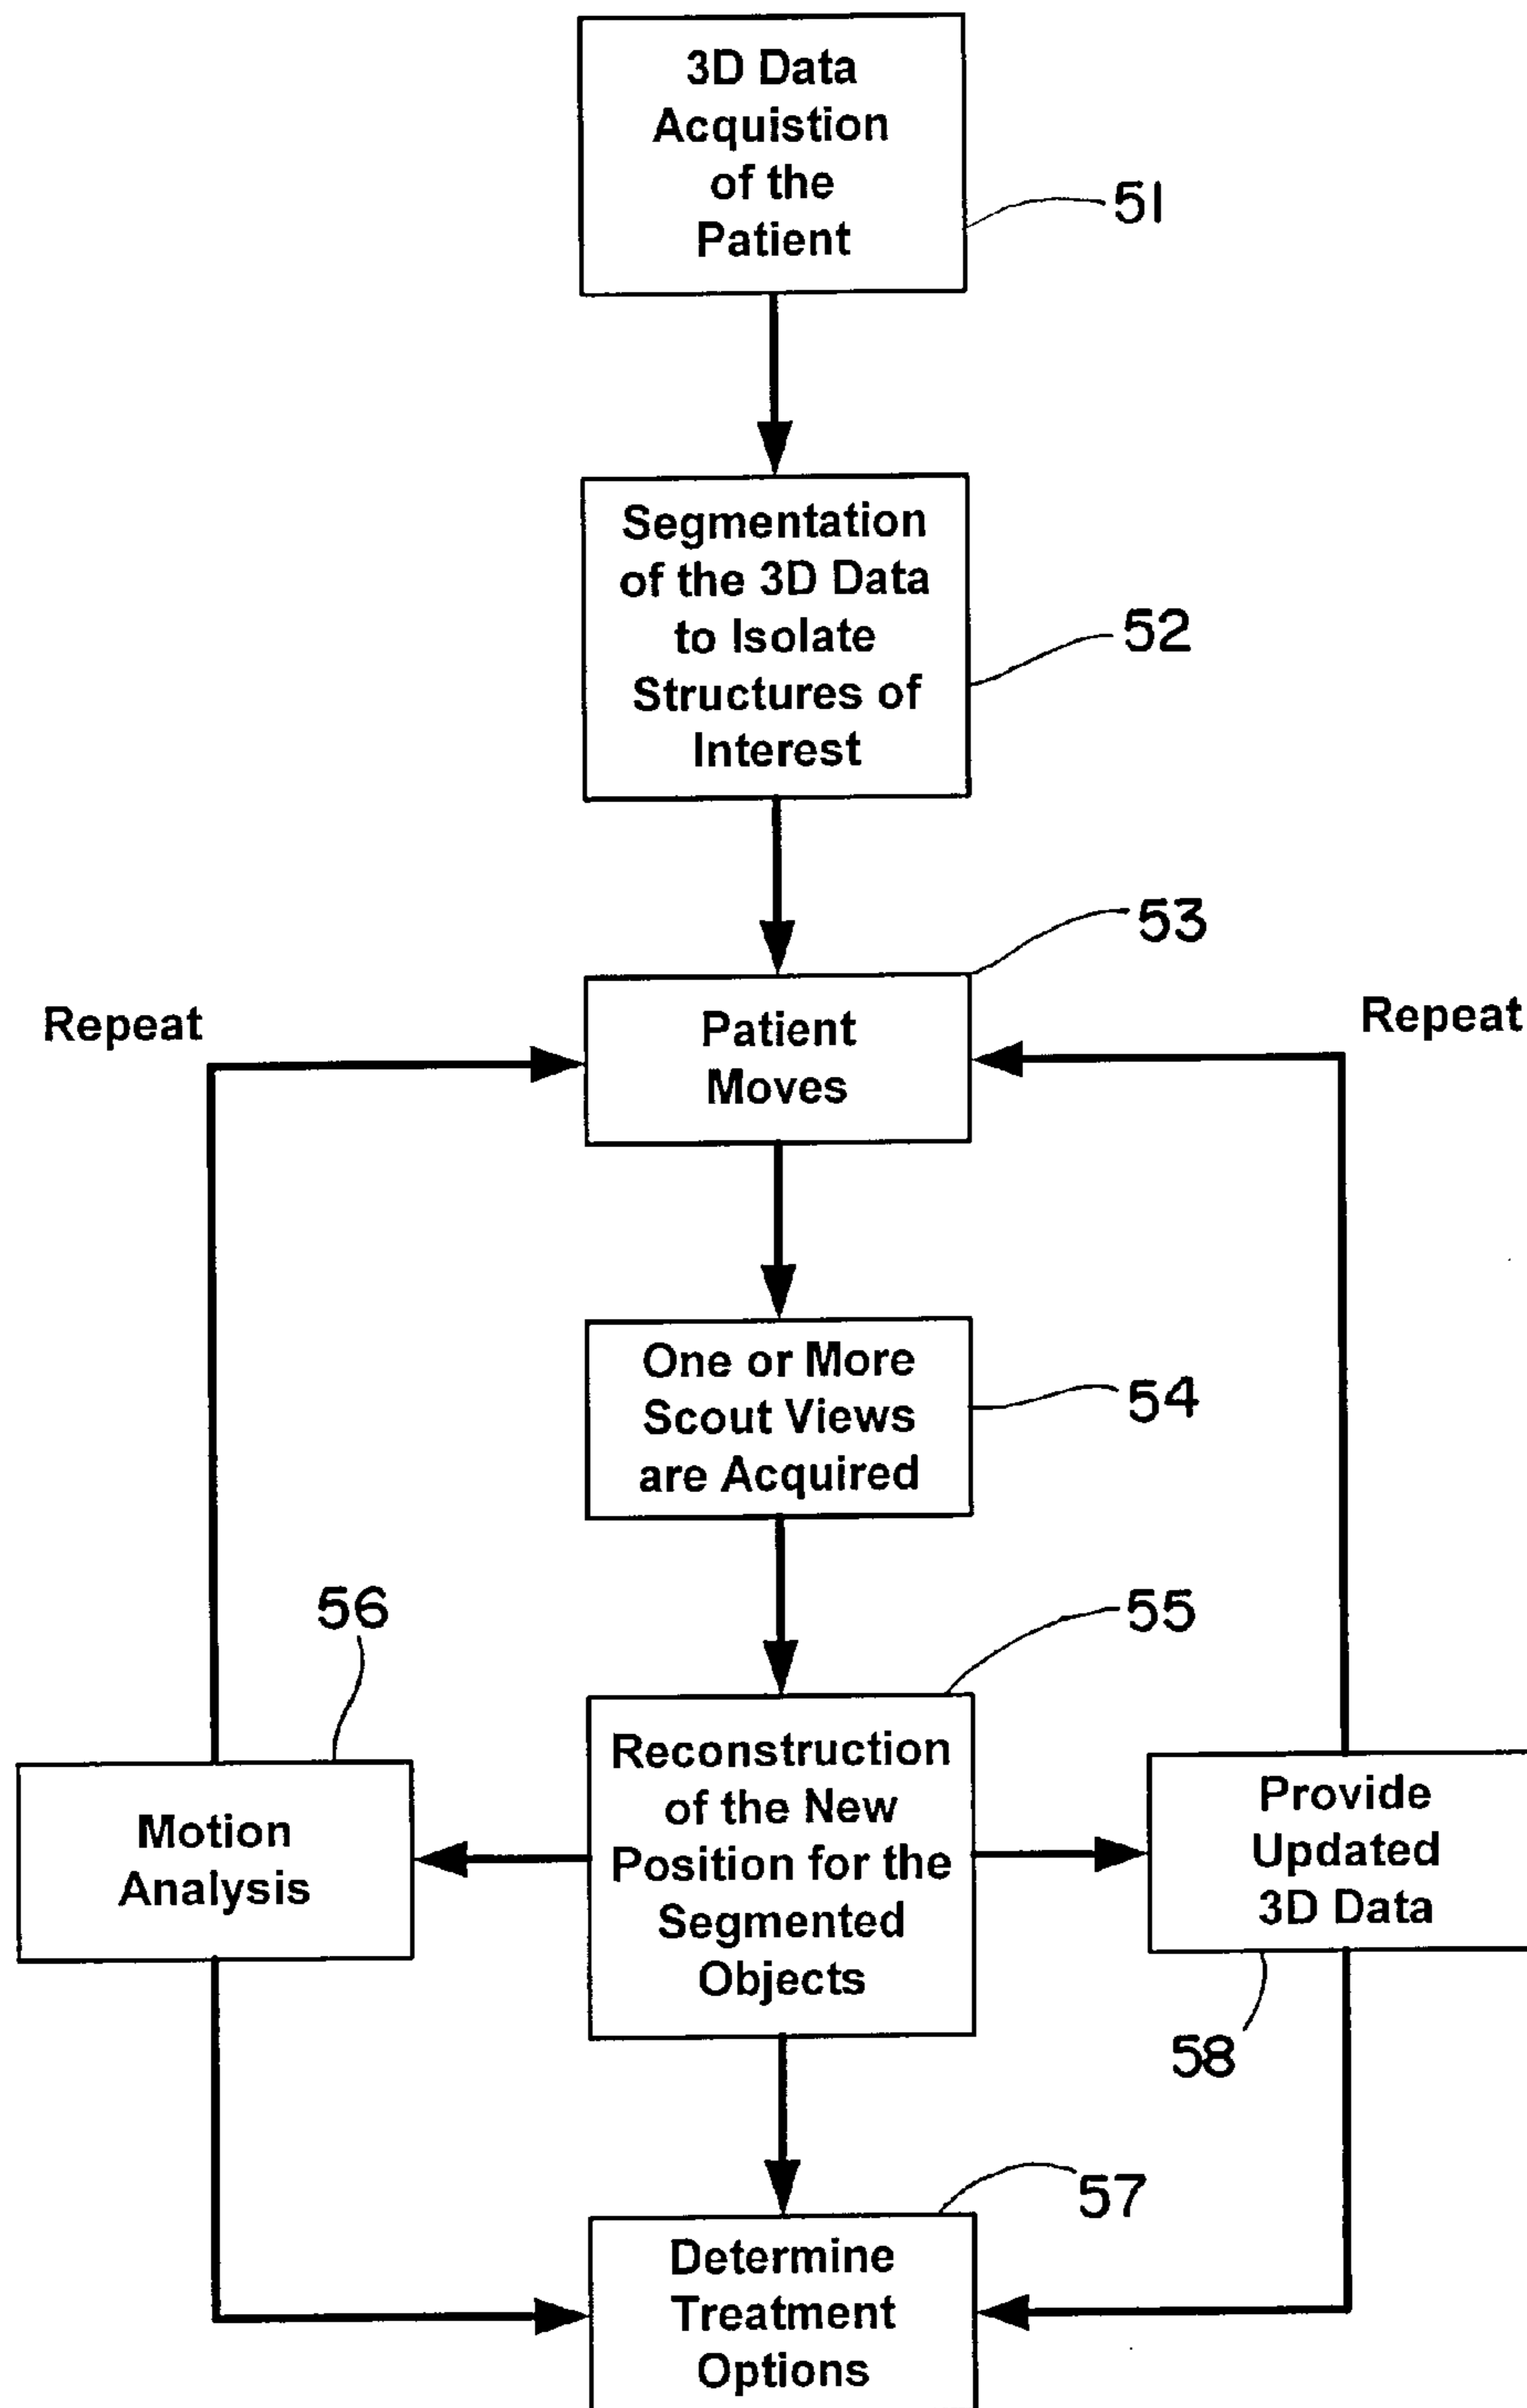 3D Data
Acquistion
of the
Patient
51
Segmentation
of the 3D Data
to Isolate
Structures of
Interest
52
53
Repeat
Patient
Moves
Repeat
One or More
Scout Views
are Acquired
54
55
56
Motion
Analysis
Reconstruction
of the New
Position for the
Segmented
Objects
Provide
Updated
3D Data
58
57
Determine
Treatment
Options